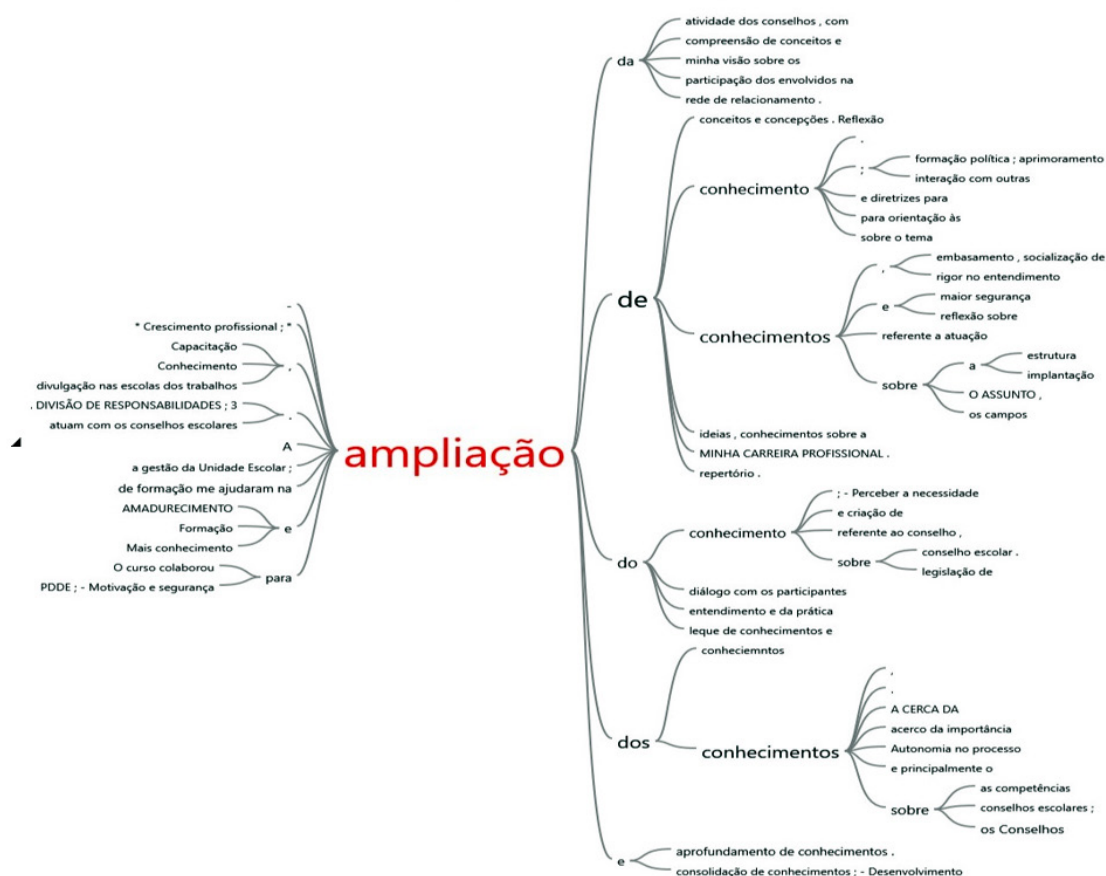 -
* Crescimento profissional ; *
Capacitação
Conhecimento
divulgação nas escolas dos trabalhos
,
. DIVISÃO DE RESPONSABILIDADES ; 3
atuam com os conselhos escolares
.
A
a gestão da Unidade Escolar ;
de formação me ajudaram na
AMADURECIMENTO
Formação
Mais conhecimento
e
O curso colaborou
PDDE ; - Motivação e segurança
para
ampliação
da
atividade dos conselhos , com
compreensão de conceitos e
minha visão sobre os
participação dos envolvidos na
rede de relacionamento .
de
conceitos e concepções . Reflexão
conhecimento
.
;
formação política ; aprimoramento
interação com outras
e diretrizes para
para orientação às
sobre o tema
conhecimentos
,
embasamento , socialização de
rigor no entendimento
e
maior segurança
reflexão sobre
referente a atuação
sobre
a
estrutura
implantação
O ASSUNTO ,
os campos
ideias , conhecimentos sobre a
MINHA CARREIRA PROFISSIONAL .
repertório .
do
conhecimento
; - Perceber a necessidade
e criação de
referente ao conselho ,
sobre
conselho escolar .
legislação de
diálogo com os participantes
entendimento e da prática
leque de conhecimentos e
dos
conheciemntos
conhecimentos
,
.
A CERCA DA
acerco da importância
Autonomia no processo
e principalmente o
sobre
as competências
conselhos escolares ;
os Conselhos
e
aprofundamento de conhecimentos .
consolidação de conhecimentos ; - Desenvolvimento